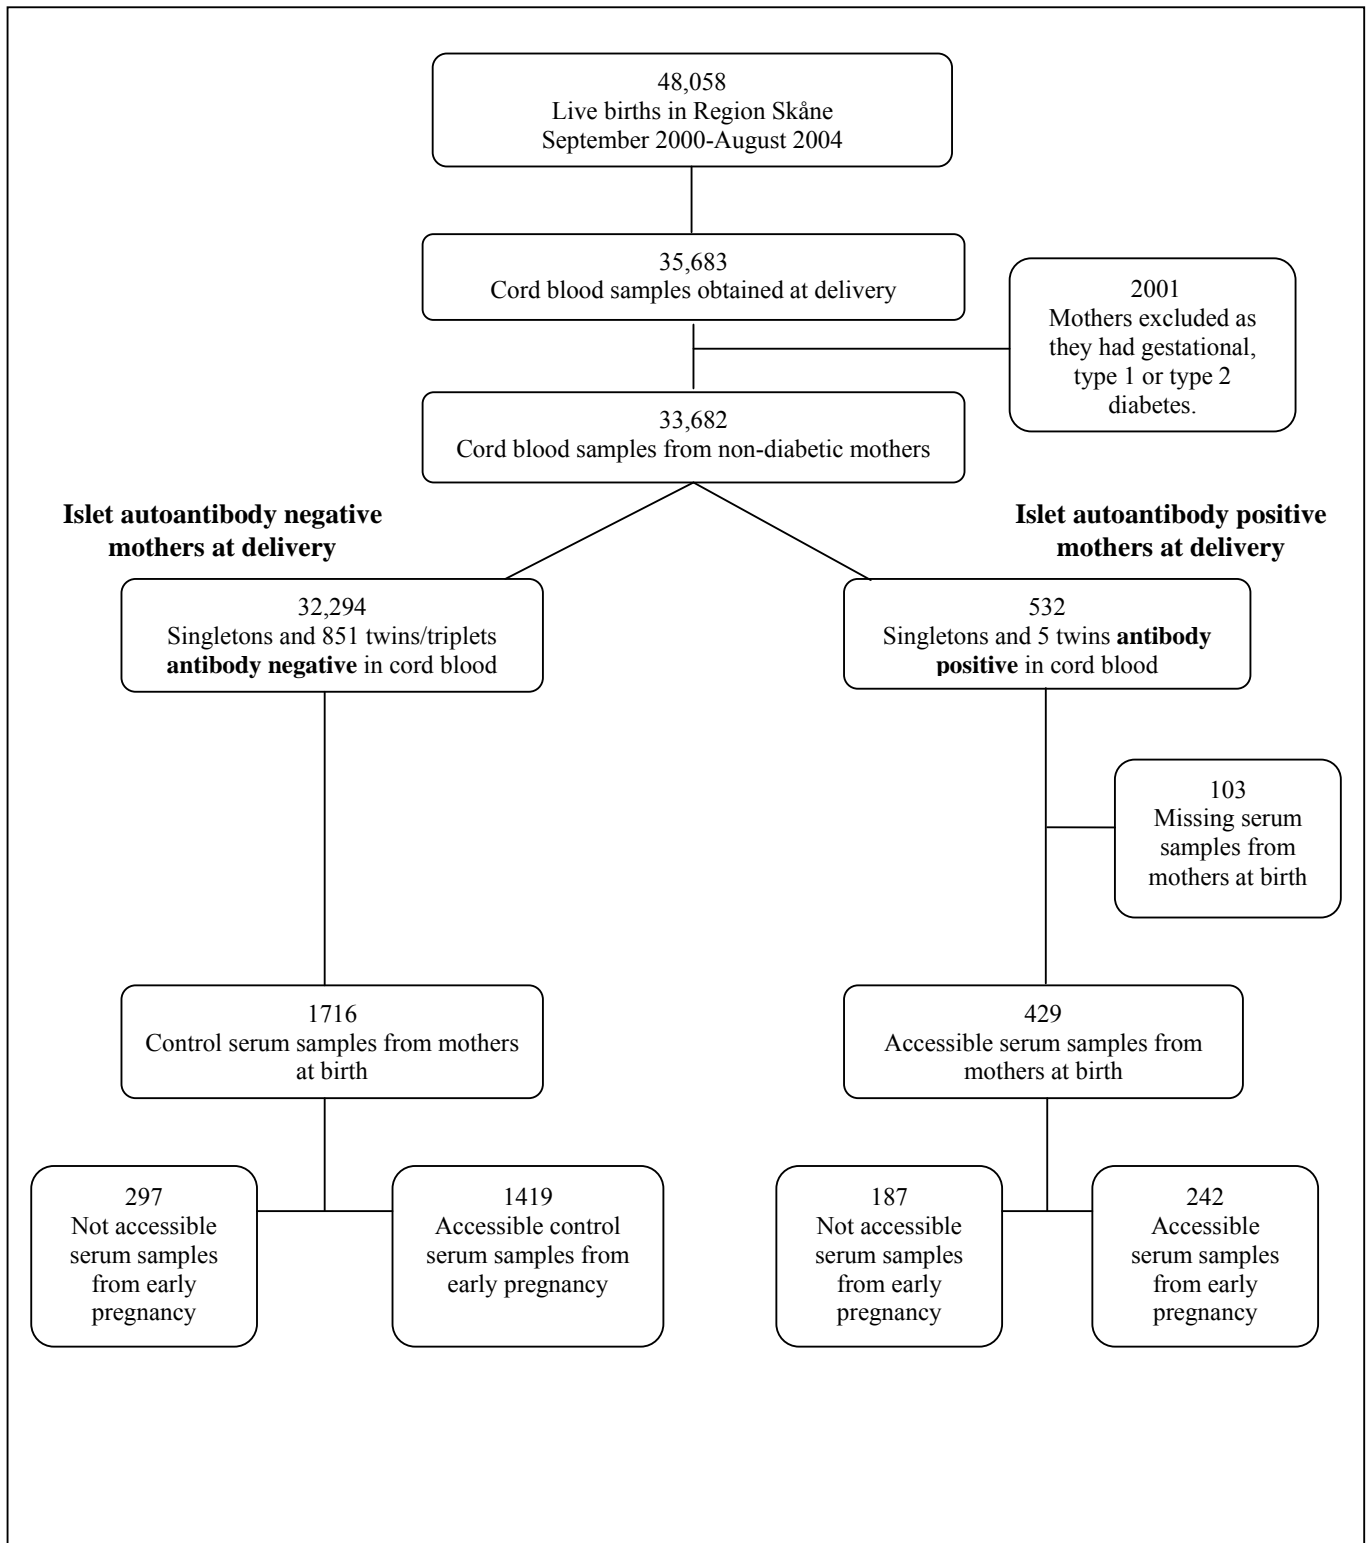 48,058
Live births in Region Skåne
September 2000-August 2004
35,683
Cord blood samples obtained at delivery
2001
Mothers excluded as
they had gestational,
type 1 or type 2
diabetes.
33,682
Cord blood samples from non-diabetic mothers
Islet autoantibody negative
mothers at delivery
Islet autoantibody positive
mothers at delivery
32,294
Singletons and 851 twins/triplets
antibody negative in cord blood
532
Singletons and 5 twins antibody
positive in cord blood
103
Missing serum
samples from
mothers at birth
1716
Control serum samples from mothers
at birth
429
Accessible serum samples from
mothers at birth
297
Not accessible
serum samples
from early
pregnancy
1419
Accessible control
serum samples from
early pregnancy
187
Not accessible
serum samples
from early
pregnancy
242
Accessible
serum samples
from early
pregnancy